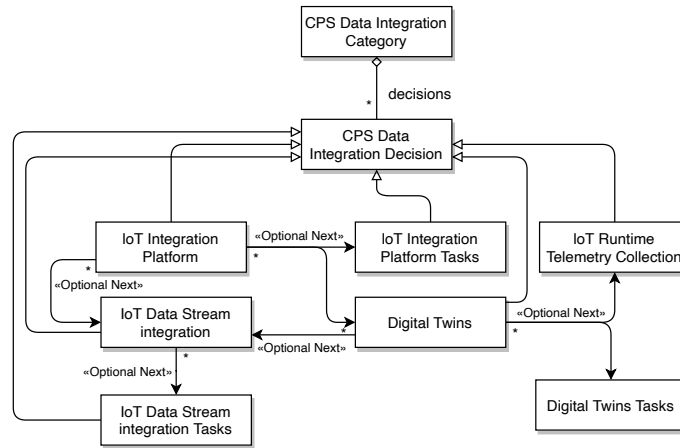 CPS Data Integration
Category
*
decisions
CPS Data
Integration Decision
IoT Integration
Platform
*
«Optional Next»
*
IoT Integration
Platform Tasks
IoT Runtime
Telemetry Collection
«Optional Next»
IoT Data Stream
integration
*
«Optional Next»
Digital Twins
*
«Optional Next»
*
«Optional Next»
IoT Data Stream
integration Tasks
Digital Twins Tasks